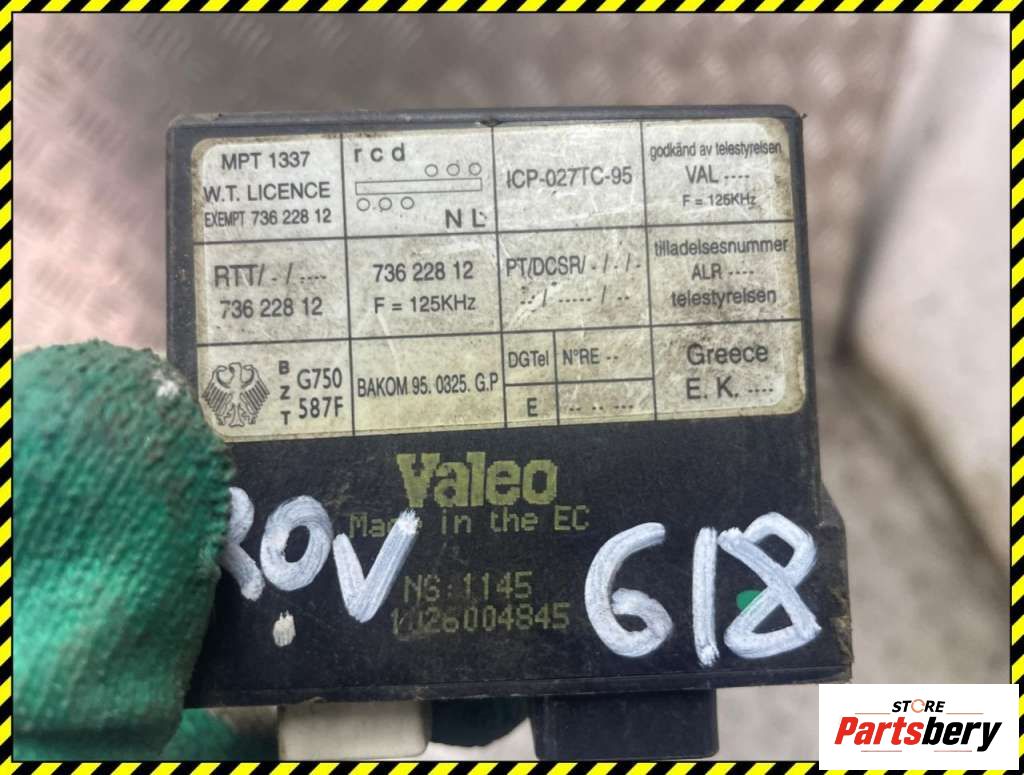 MPT 1337
W.T. LICENCE
EXEMPT 736 228 12
r c d
N L
ICP-027TC-95
godkänd av telestyrelsen
VAL ----
F = 125KHz
RTT/ - / ----
736 228 12
736 228 12
F = 125KHz
PT/DCSR/ - / - / -
-- / ----- / --
tilladelsesnummer
ALR ----
telestyrelsen
B Z T
G750
587F
BAKOM 95. 0325. G.P
DGTel
E
N°RE --
-- -- ---
Greece
E. K. ----
Valeo
Made in the EC
ROV
618
NS: 1145
26004845
STORE
Partsbery